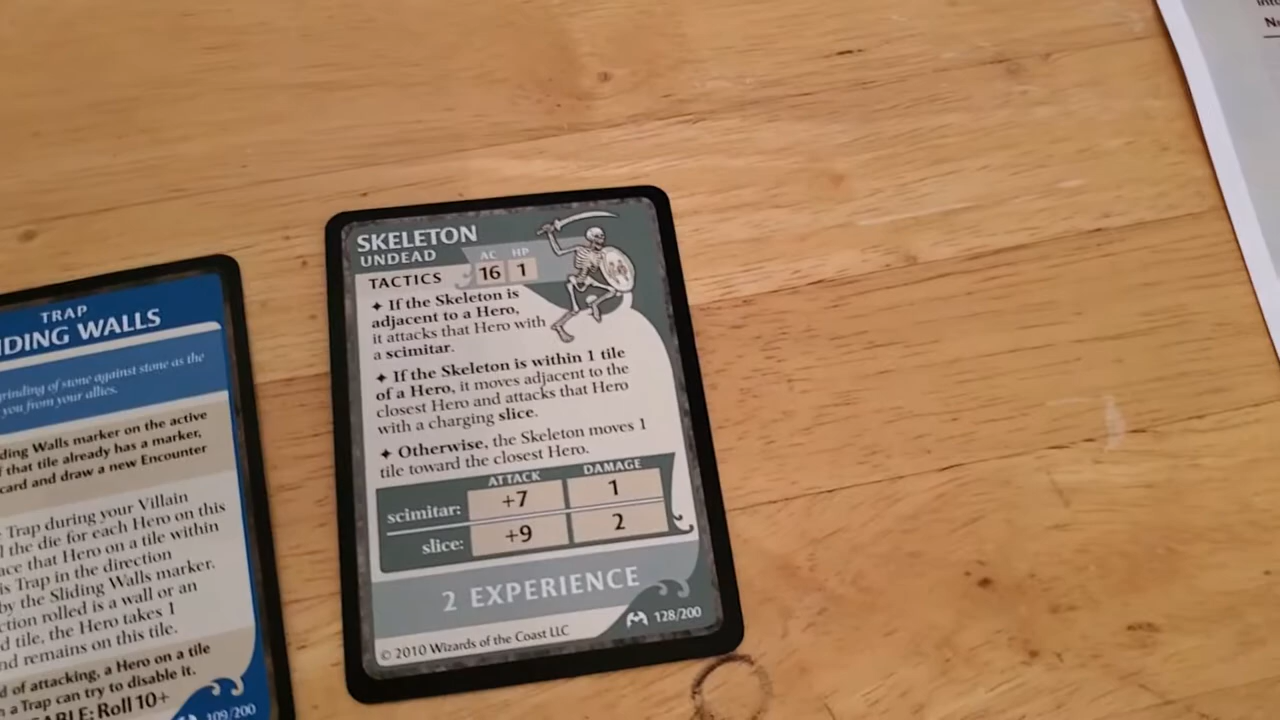 TRAP
DING WALLS
grinding of stone against stone as the
you from your allies.
ding Walls marker on the active
that tile already has a marker,
card and draw a new Encounter
Trap during your Villain
the die for each Hero on this
ace that Hero on a tile within
is Trap in the direction
by the Sliding Walls marker.
ction rolled is a wall or an
d tile, the Hero takes 1
nd remains on this tile.
d of attacking, a Hero on a tile
a Trap can try to disable it.
ABLE: Roll 10+
109/200
SKELETON
UNDEAD
AC HP
16 1
TACTICS
✦ If the Skeleton is
adjacent to a Hero,
it attacks that Hero with
a scimitar.
✦ If the Skeleton is within 1 tile
of a Hero, it moves adjacent to the
closest Hero and attacks that Hero
with a charging slice.
✦ Otherwise, the Skeleton moves 1
tile toward the closest Hero.
ATTACK DAMAGE
scimitar: +7 1
slice: +9 2
2 EXPERIENCE
128/200
© 2010 Wizards of the Coast LLC